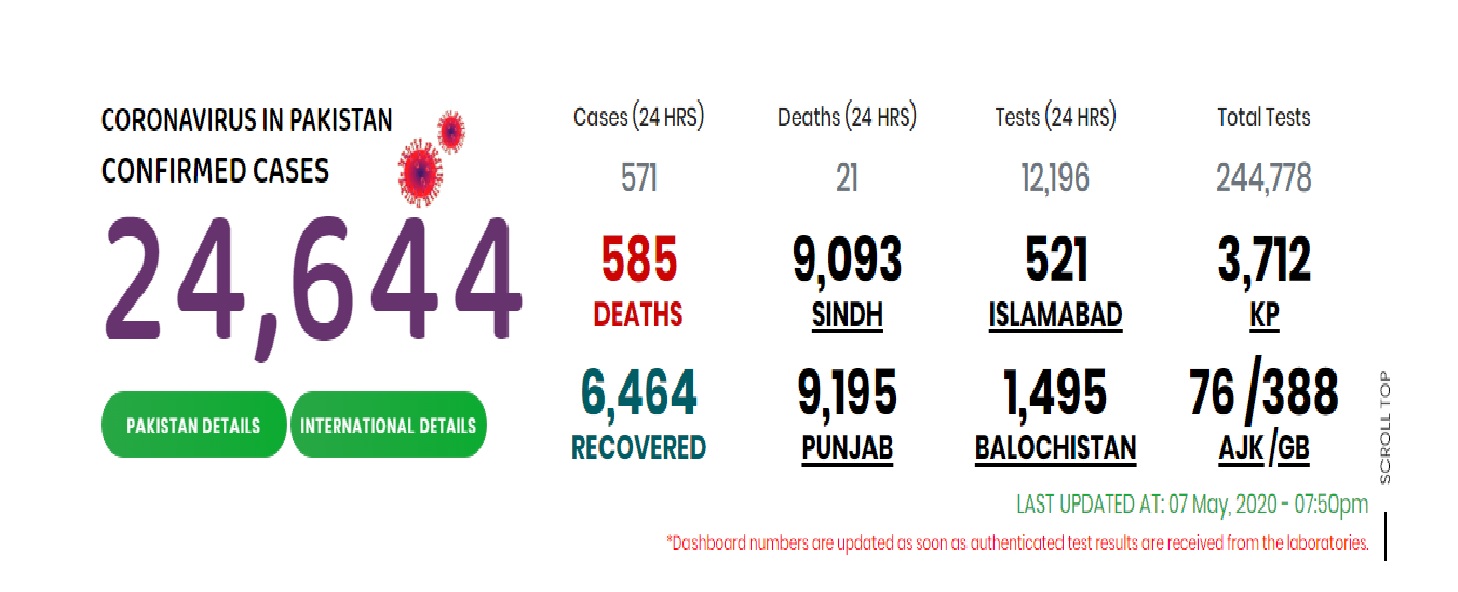 CORONAVIRUS IN PAKISTAN
CONFIRMED CASES
24,644
PAKISTAN DETAILS
INTERNATIONAL DETAILS
Cases (24 HRS) Deaths (24 HRS) Tests (24 HRS) Total Tests
571 21 12,196 244,778
585 9,093 521 3,712
DEATHS SINDH ISLAMABAD KP
6,464 9,195 1,495 76 /388
RECOVERED PUNJAB BALOCHISTAN AJK /GB
SCROLL TOP
LAST UPDATED AT: 07 May, 2020 - 07:50pm
*Dashboard numbers are updated as soon as authenticated test results are received from the laboratories.